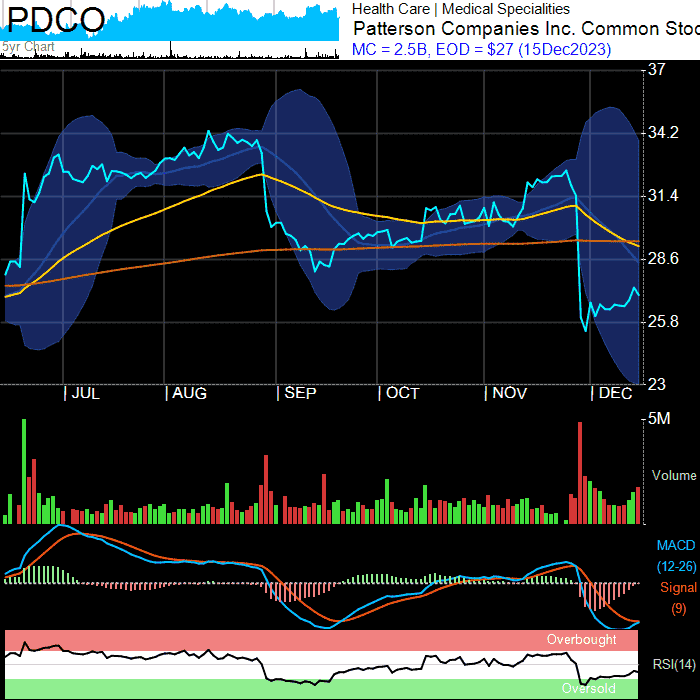 PDCO
5yr Chart
Health Care | Medical Specialities
Patterson Companies Inc. Common Stoc
MC = 2.5B, EOD = $27 (15Dec2023)
37
34.2
31.4
28.6
25.8
23
JUL AUG SEP OCT NOV DEC
5M
Volume
MACD
(12-26)
Signal
(9)
Overbought
RSI(14)
Oversold